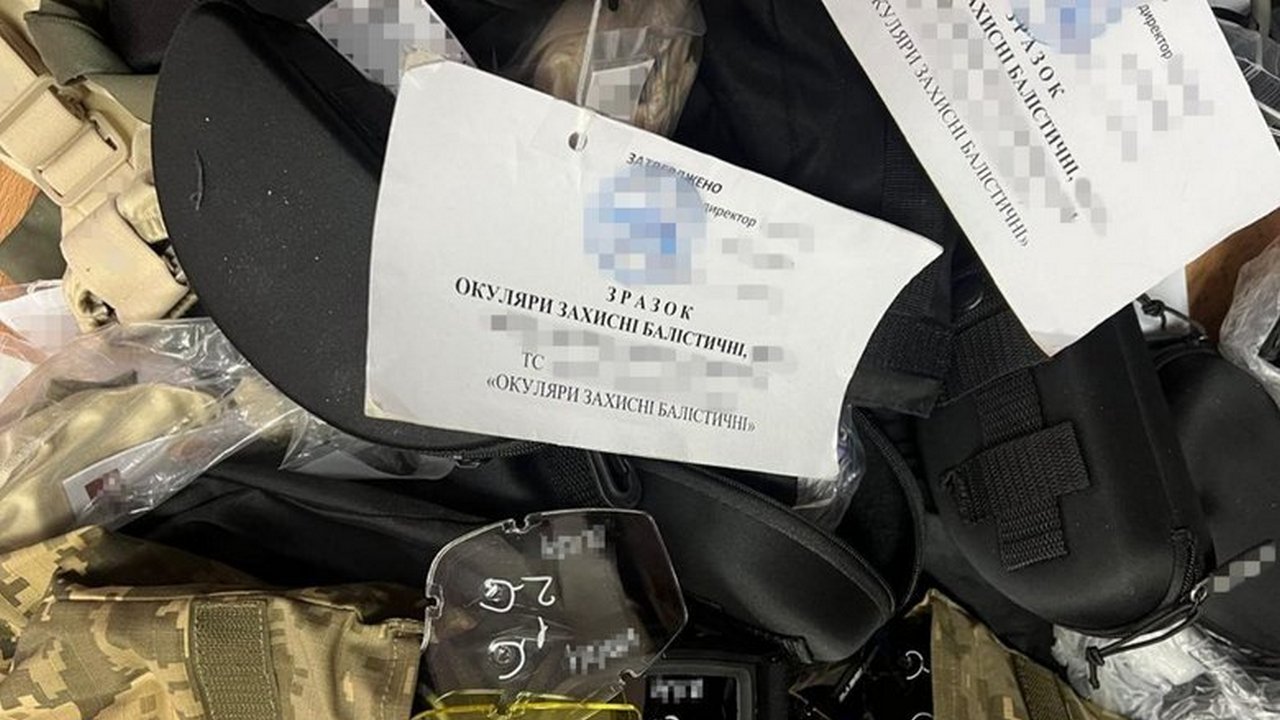 ЗАТВЕРДЖЕНО
директор
ЗРАЗОК
ОКУЛЯРИ ЗАХИСНІ БАЛІСТИЧНІ,
ТС
«ОКУЛЯРИ ЗАХИСНІ БАЛІСТИЧНІ»
директор
ЗРАЗОК
ЗАХИСНІ БАЛІСТИЧНІ,
ОКУЛЯРИ ЗАХИСНІ БАЛІСТИЧНІ»